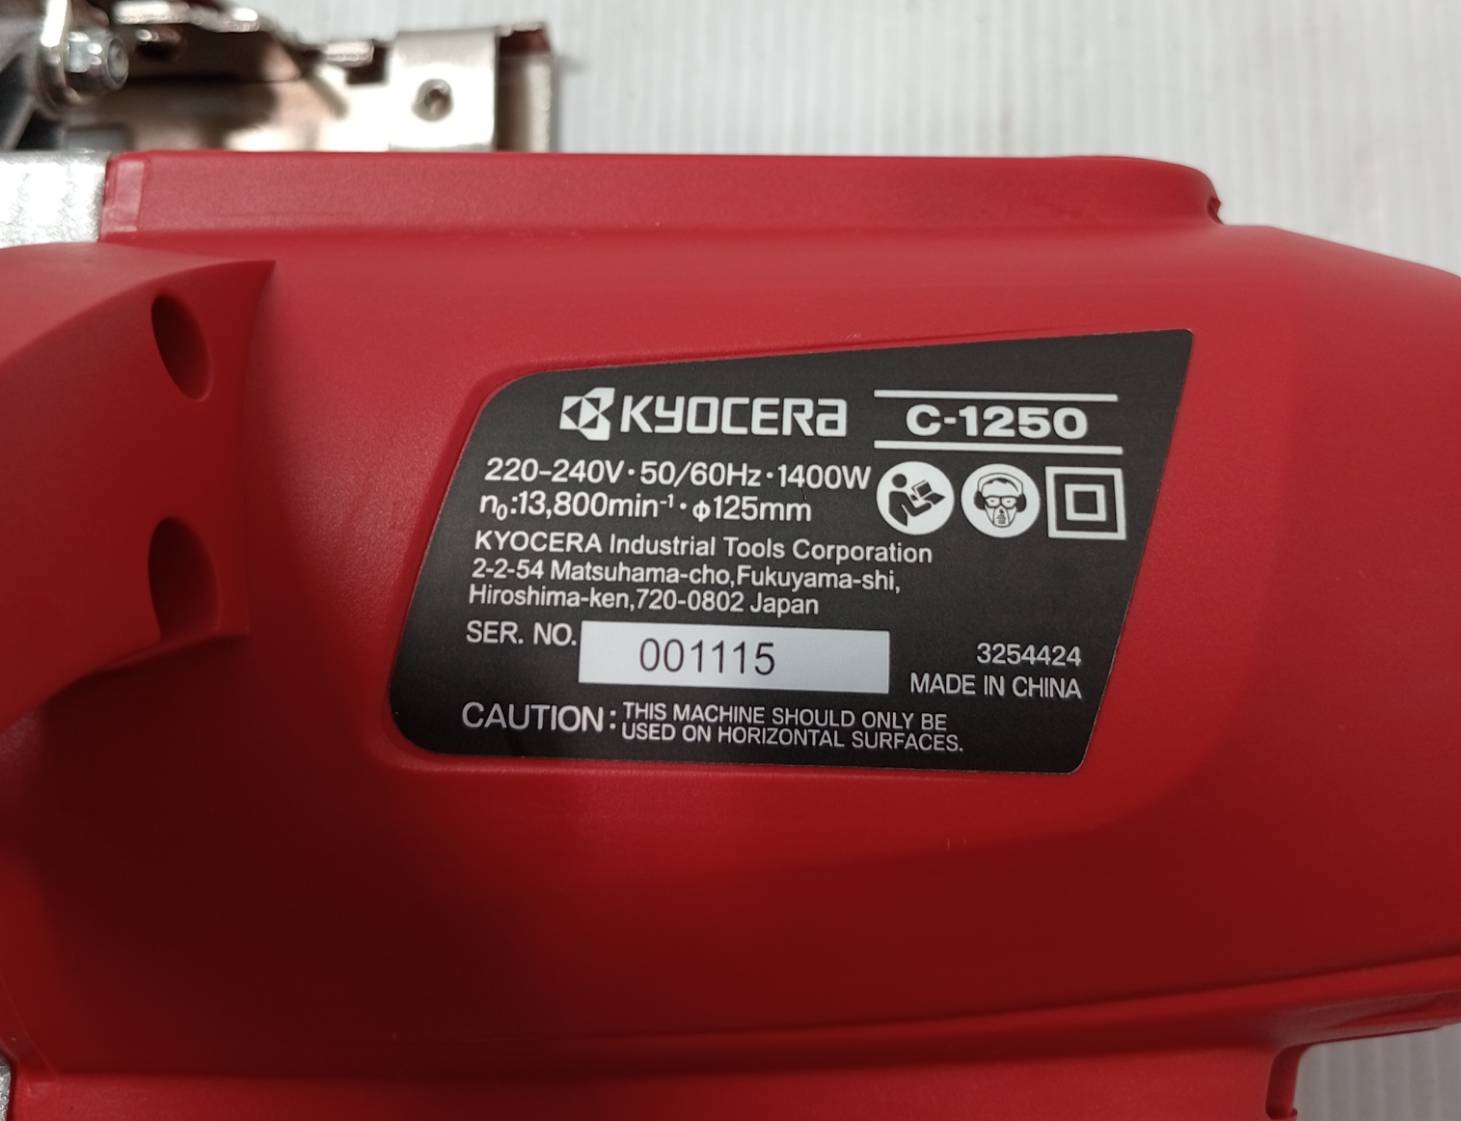 KYOCERA C-1250
220-240V・50/60Hz・1400W
n₀:13,800min⁻¹・φ125mm
KYOCERA Industrial Tools Corporation
2-2-54 Matsuhama-cho,Fukuyama-shi,
Hiroshima-ken,720-0802 Japan
SER. NO. 001115
3254424
MADE IN CHINA
CAUTION: THIS MACHINE SHOULD ONLY BE
USED ON HORIZONTAL SURFACES.